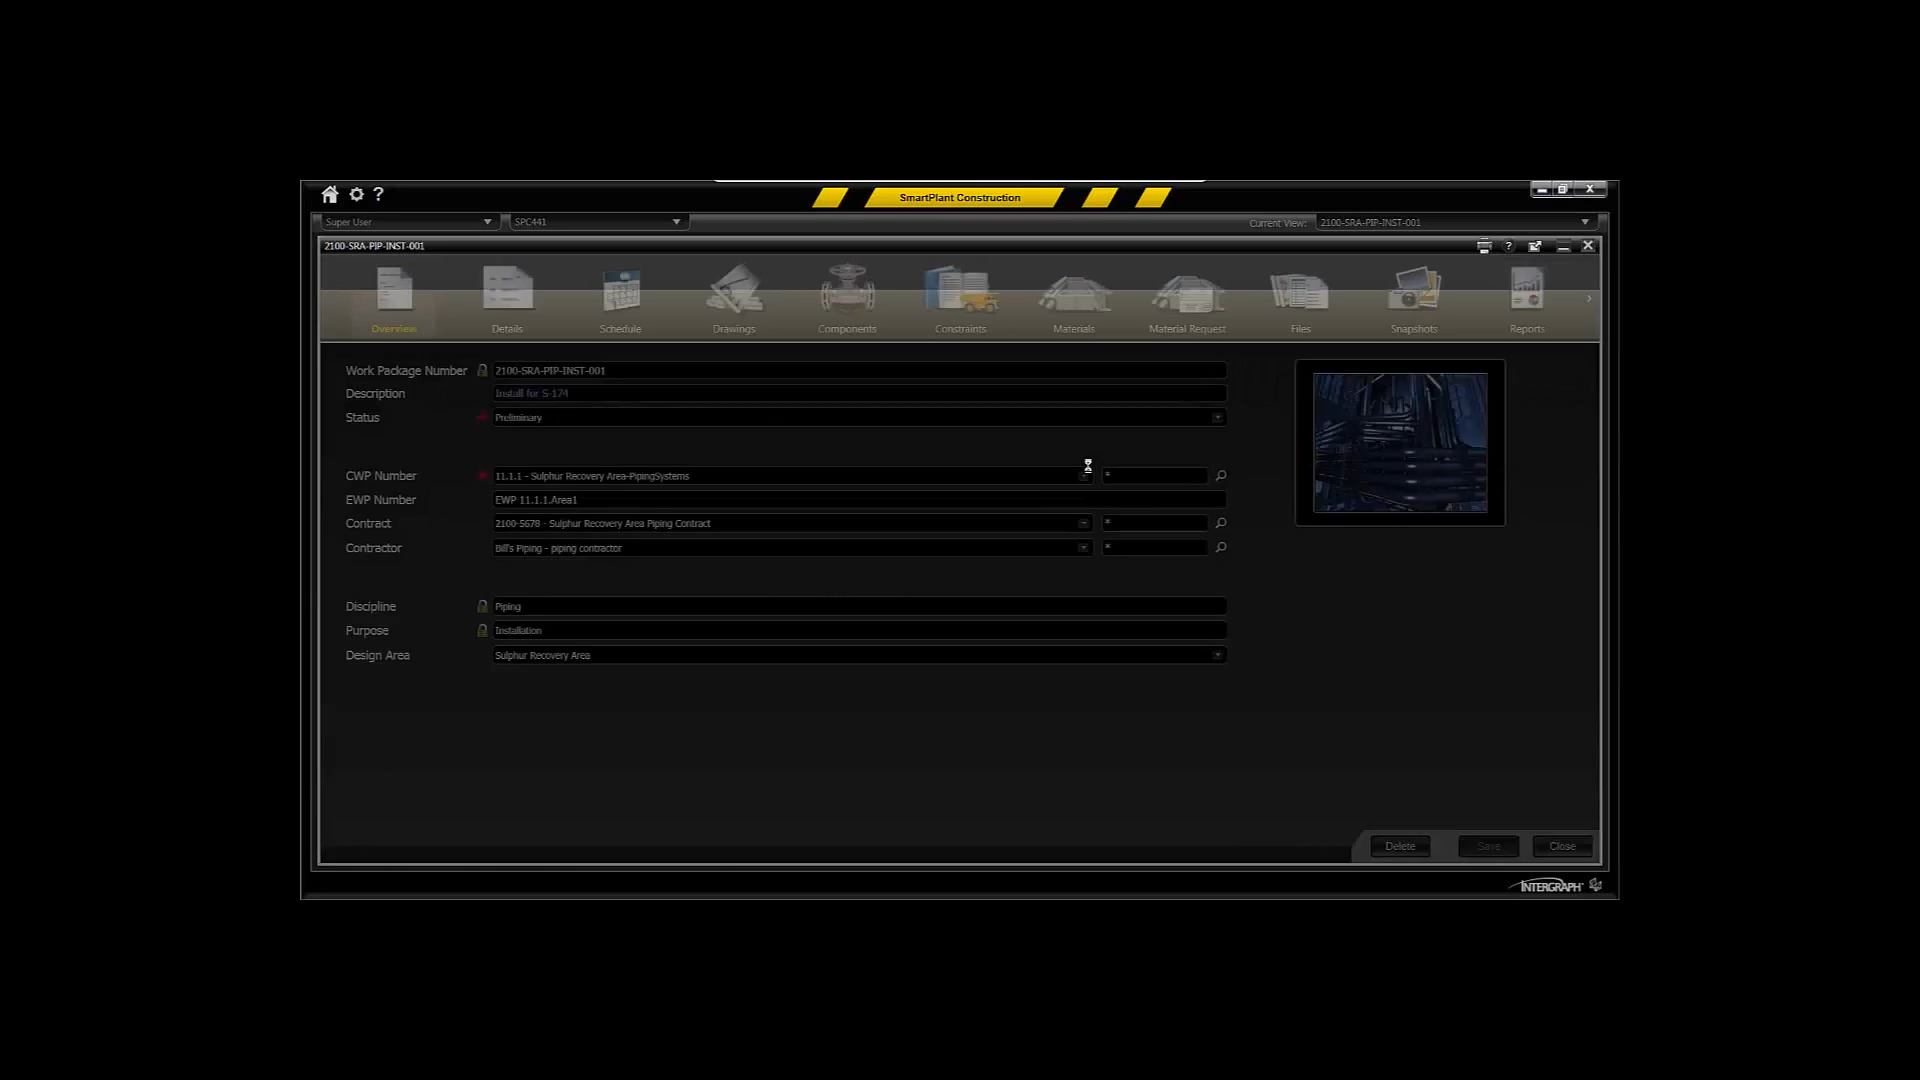 ?
SmartPlant Construction
Super User
SPC441
Current View:
2100-SRA-PIP-INST-001
2100-SRA-PIP-INST-001
?
Overview
Details
Schedule
Drawings
Components
Constraints
Materials
Material Request
Files
Snapshots
Reports
Work Package Number
2100-SRA-PIP-INST-001
Description
Install for S-174
Status
Preliminary
CWP Number
11.1.1 - Sulphur Recovery Area-PipingSystems
*
EWP Number
EWP 11.1.1.Area1
Contract
2100-5678 - Sulphur Recovery Area Piping Contract
*
Contractor
Bill's Piping - piping contractor
*
Discipline
Piping
Purpose
Installation
Design Area
Sulphur Recovery Area
Delete
Save
Close
INTERGRAPH